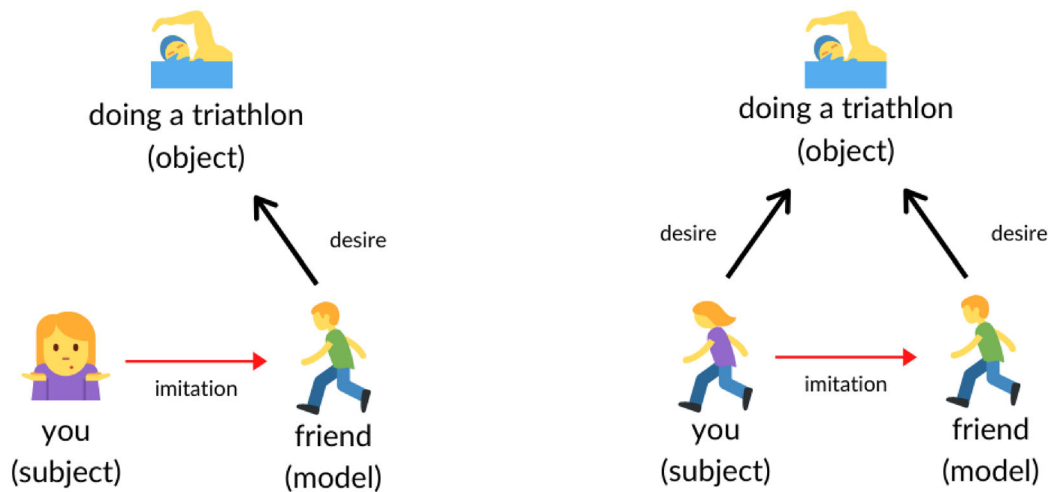 doing a triathlon
(object)
desire
imitation
you
(subject)
friend
(model)
doing a triathlon
(object)
desire
desire
imitation
you
(subject)
friend
(model)